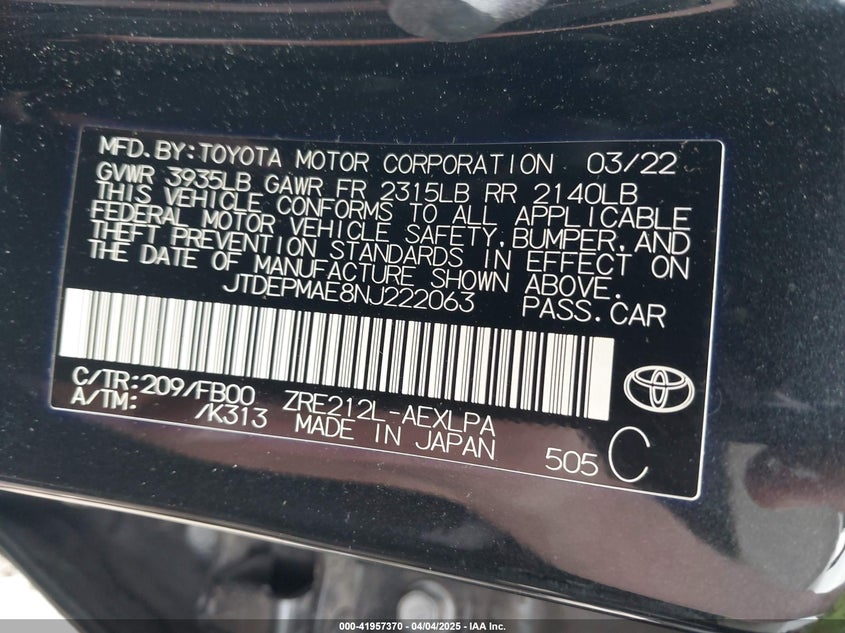 MFD.BY:TOYOTA MOTOR CORPORATION 03/22
GVWR 3935LB GAWR FR 2315LB RR 2140LB
THIS VEHICLE CONFORMS TO ALL APPLICABLE
FEDERAL MOTOR VEHICLE SAFETY,BUMPER,AND
THEFT PREVENTION STANDARDS IN EFFECT ON
THE DATE OF MANUFACTURE SHOWN ABOVE.
JTDEPMAE8NJ222063 PASS.CAR
C/TR:209/FB00 ZRE212L-AEXLPA
A/TM: /K313 MADE IN JAPAN 505 C
000-41957370 - 04/04/2025 - IAA Inc.